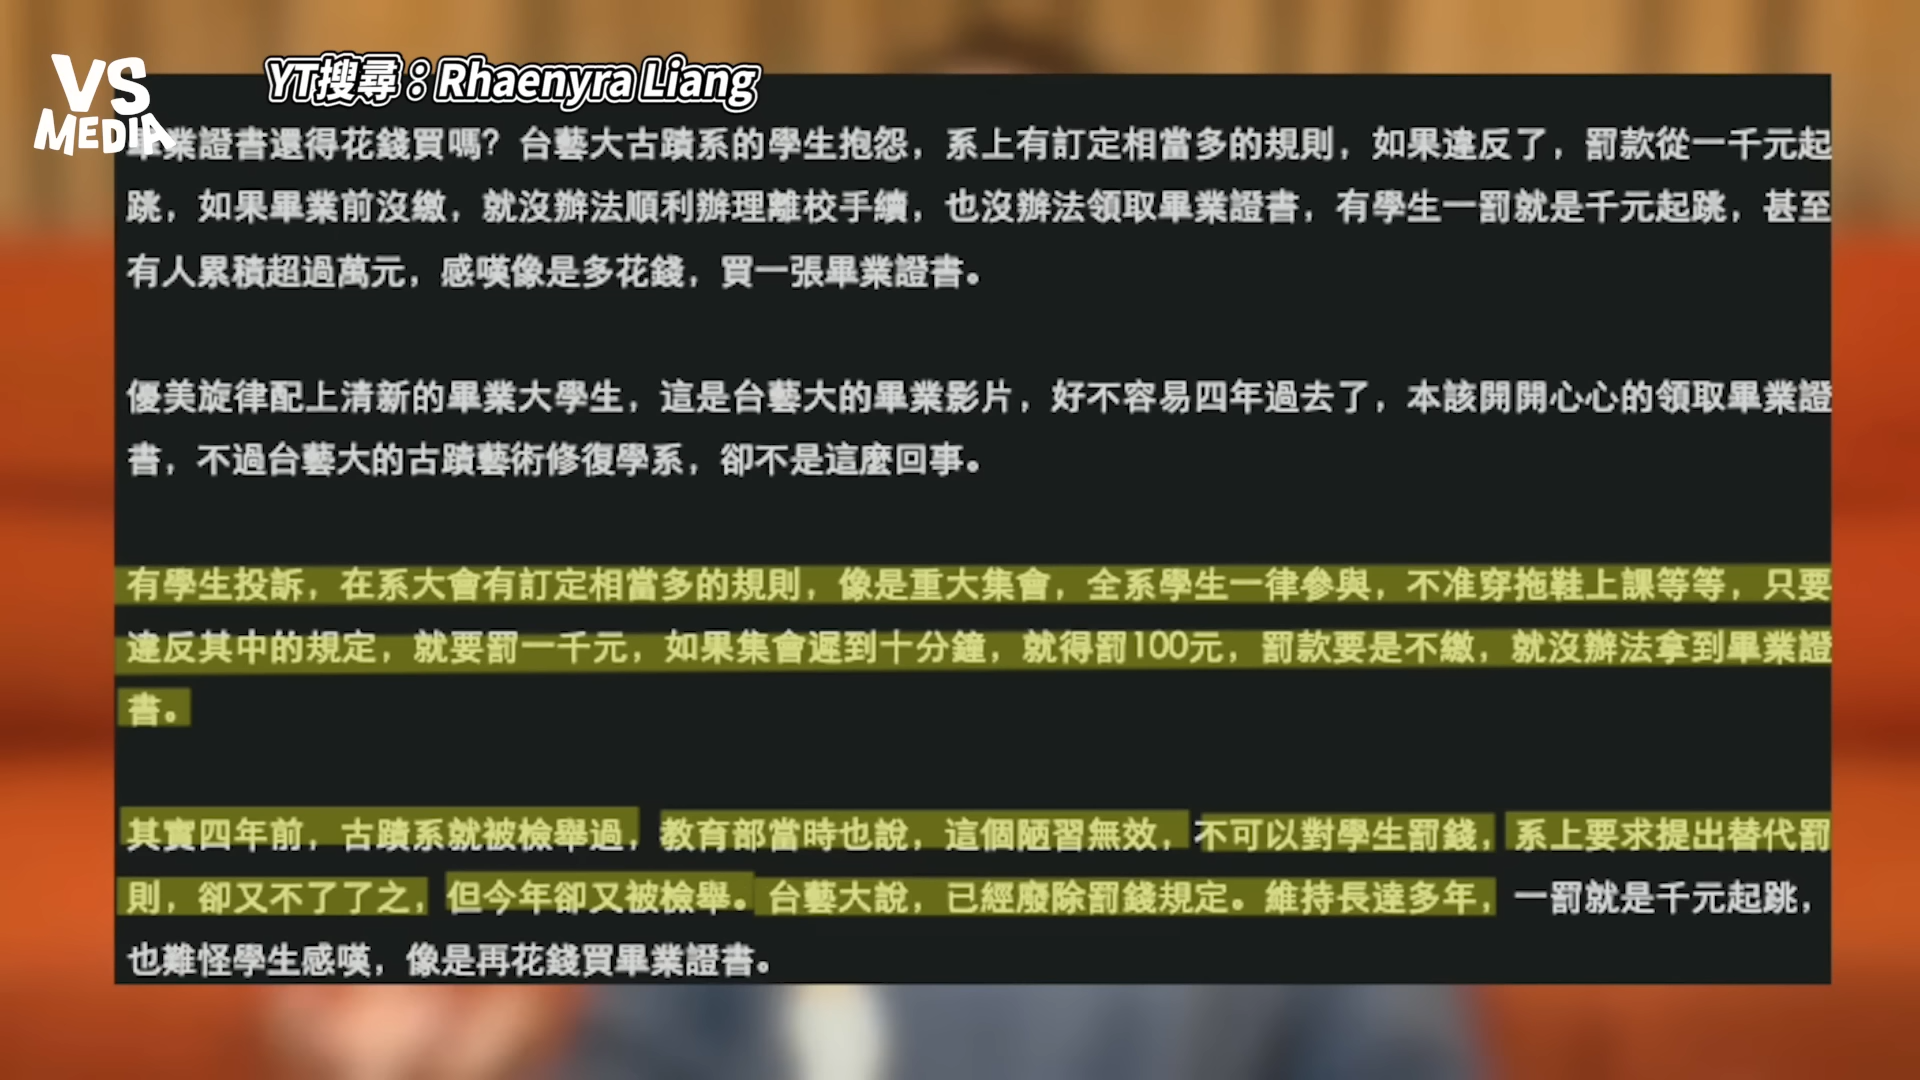 VS
MEDIA
YT搜尋：Rhaenyra Liang
畢業證書還得花錢買嗎？台藝大古蹟系的學生抱怨，系上有訂定相當多的規則，如果違反了，罰款從一千元起
跳，如果畢業前沒繳，就沒辦法順利辦理離校手續，也沒辦法領取畢業證書，有學生一罰就是千元起跳，甚至
有人累積超過萬元，感嘆像是多花錢，買一張畢業證書。
優美旋律配上清新的畢業大學生，這是台藝大的畢業影片，好不容易四年過去了，本該開開心心的領取畢業證
書，不過台藝大的古蹟藝術修復學系，卻不是這麼回事。
有學生投訴，在系大會有訂定相當多的規則，像是重大集會，全系學生一律參與，不准穿拖鞋上課等等，只要
違反其中的規定，就要罰一千元，如果集會遲到十分鐘，就得罰100元，罰款要是不繳，就沒辦法拿到畢業證
書。
其實四年前，古蹟系就被檢舉過，教育部當時也說，這個陋習無效，不可以對學生罰錢，系上要求提出替代罰
則，卻又不了了之，但今年卻又被檢舉。台藝大說，已經廢除罰錢規定。維持長達多年，一罰就是千元起跳，
也難怪學生感嘆，像是再花錢買畢業證書。